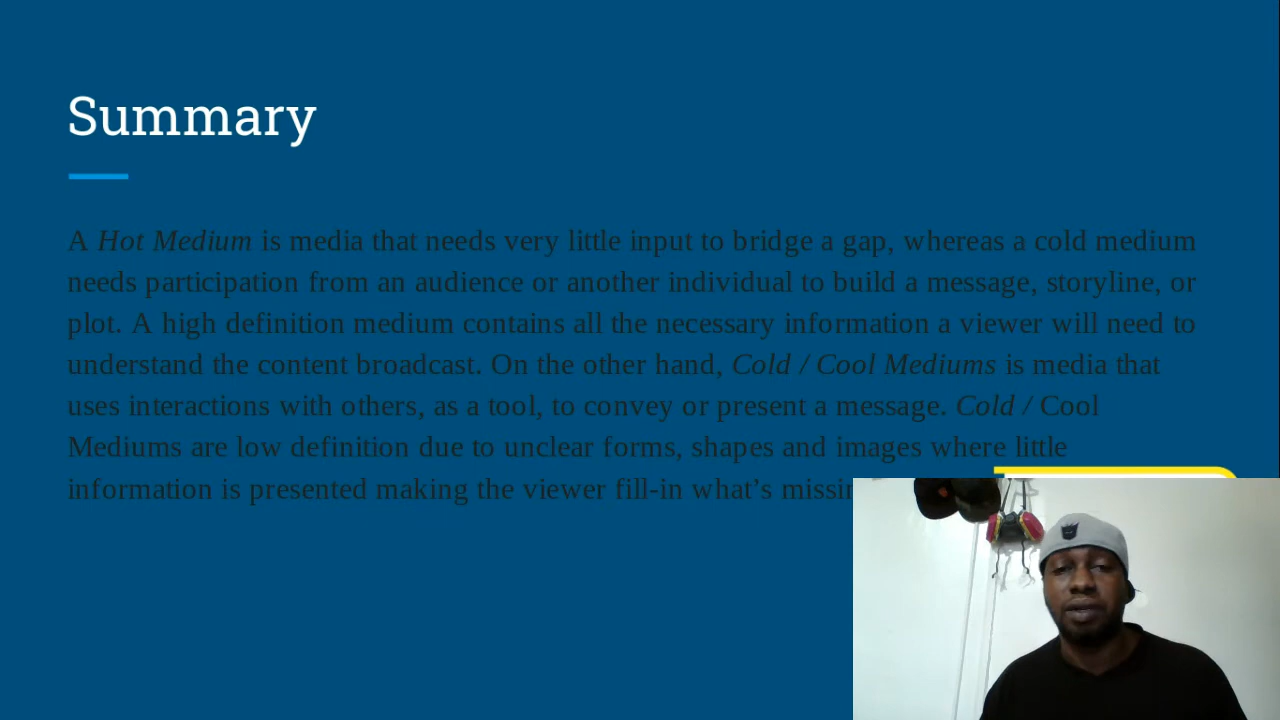 Summary
A Hot Medium is media that needs very little input to bridge a gap, whereas a cold medium
needs participation from an audience or another individual to build a message, storyline, or
plot. A high definition medium contains all the necessary information a viewer will need to
understand the content broadcast. On the other hand, Cold / Cool Mediums is media that
uses interactions with others, as a tool, to convey or present a message. Cold / Cool
Mediums are low definition due to unclear forms, shapes and images where little
information is presented making the viewer fill-in what’s